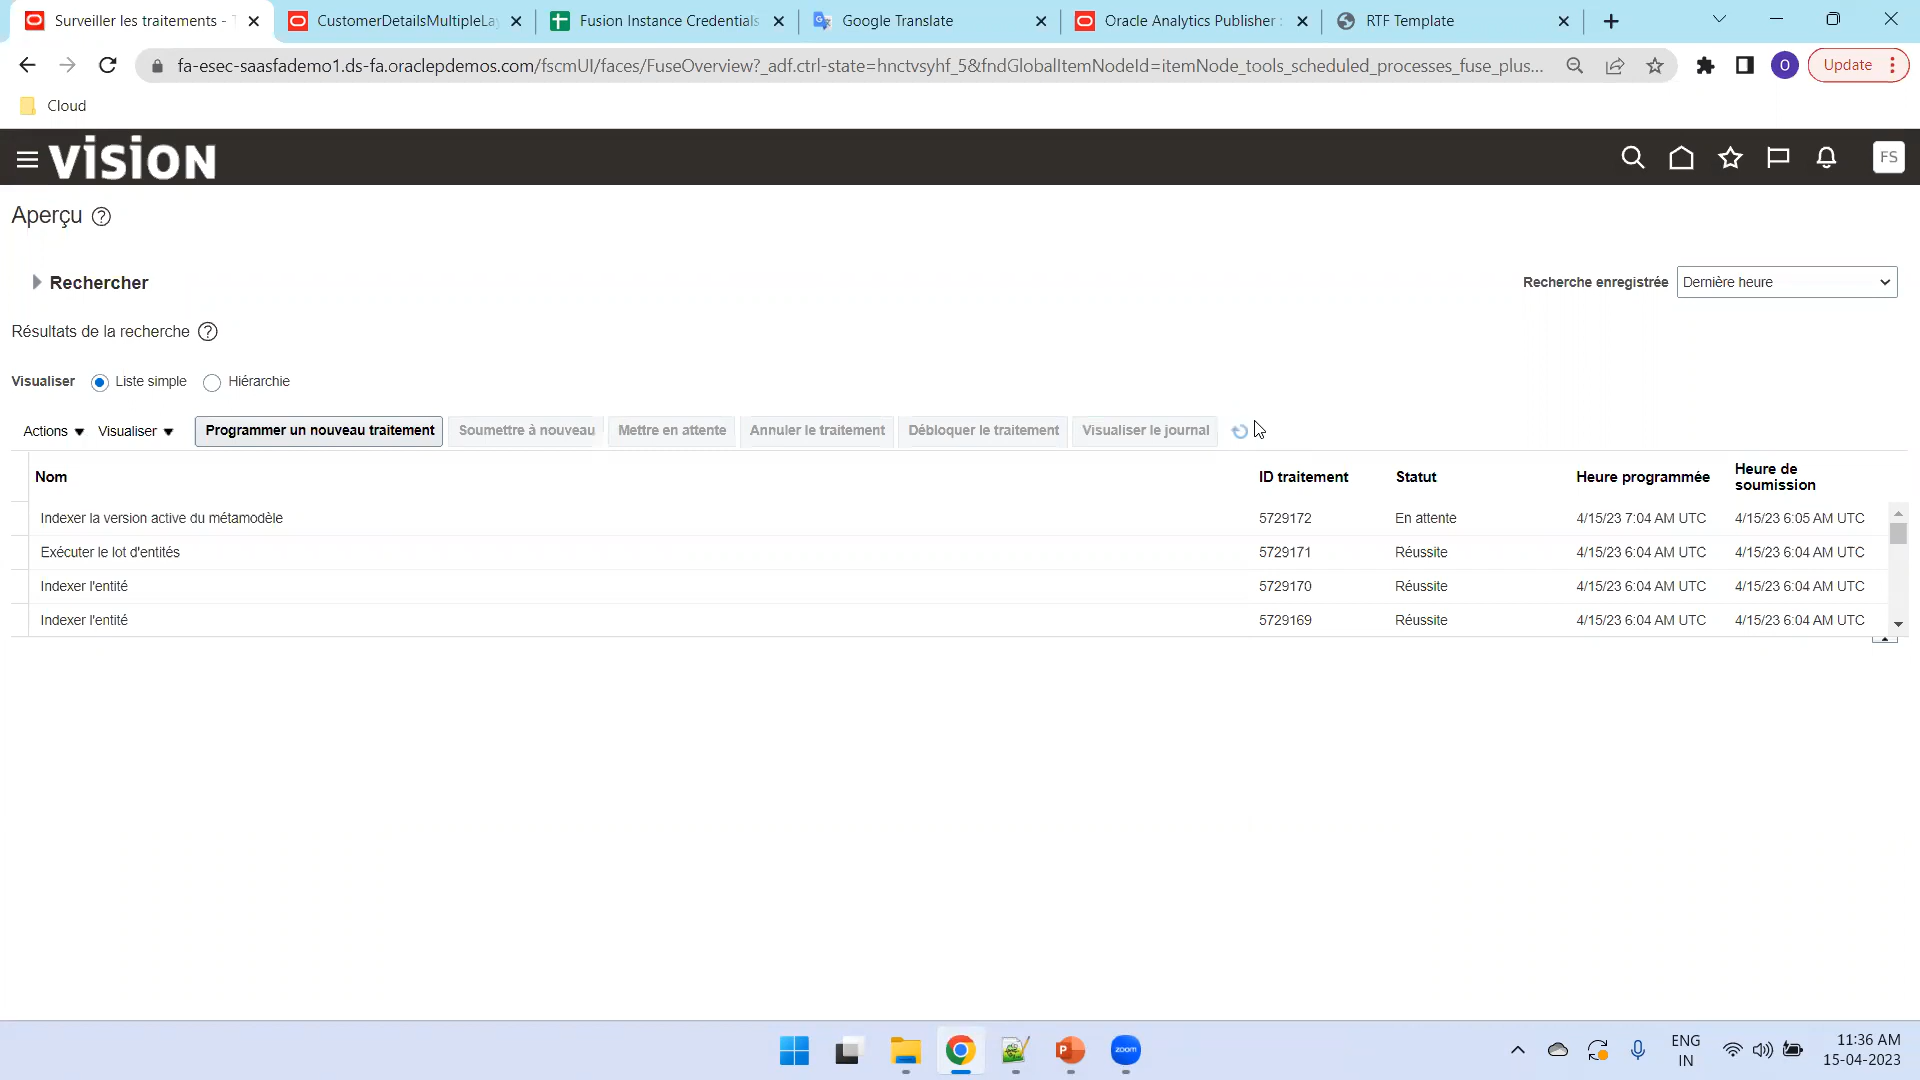 Surveiller les traitements -
CustomerDetailsMultipleLay
Fusion Instance Credentials
Google Translate
Oracle Analytics Publisher :
RTF Template
fa-esec-saasfademo1.ds-fa.oraclepdemos.com/fscmUI/faces/FuseOverview?_adf.ctrl-state=hnctvsyhf_5&fndGlobalItemNodeId=itemNode_tools_scheduled_processes_fuse_plus...
O
Update
Cloud
VISION
FS
Aperçu
Rechercher
Recherche enregistrée
Dernière heure
Résultats de la recherche
Visualiser
Liste simple
Hiérarchie
Actions
Visualiser
Programmer un nouveau traitement
Soumettre à nouveau
Mettre en attente
Annuler le traitement
Débloquer le traitement
Visualiser le journal
Nom
ID traitement
Statut
Heure programmée
Heure de
soumission
Indexer la version active du métamodèle 5729172 En attente 4/15/23 7:04 AM UTC 4/15/23 6:05 AM UTC
Exécuter le lot d'entités 5729171 Réussite 4/15/23 6:04 AM UTC 4/15/23 6:04 AM UTC
Indexer l'entité 5729170 Réussite 4/15/23 6:04 AM UTC 4/15/23 6:04 AM UTC
Indexer l'entité 5729169 Réussite 4/15/23 6:04 AM UTC 4/15/23 6:04 AM UTC
zoom
ENG
IN
11:36 AM
15-04-2023